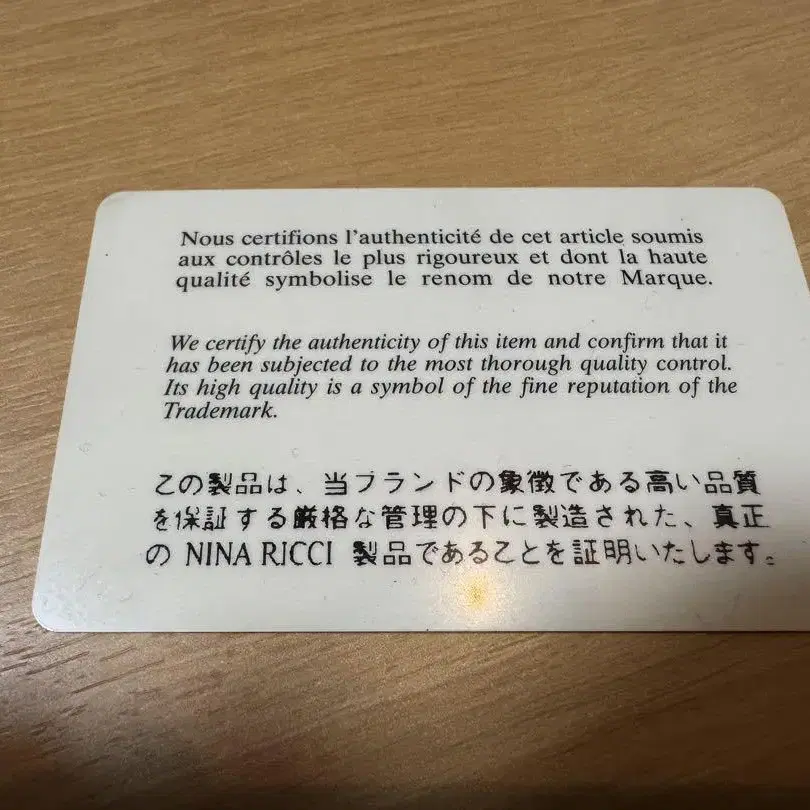 Nous certifions l'authenticité de cet article soumis
aux contrôles le plus rigoureux et dont la haute
qualité symbolise le renom de notre Marque.
We certify the authenticity of this item and confirm that it
has been subjected to the most thorough quality control.
Its high quality is a symbol of the fine reputation of the
Trademark.
この製品は、当ブランドの象徴である高い品質
を保証する厳格な管理の下に製造された、真正
の NINA RICCI 製品であることを証明いたします。